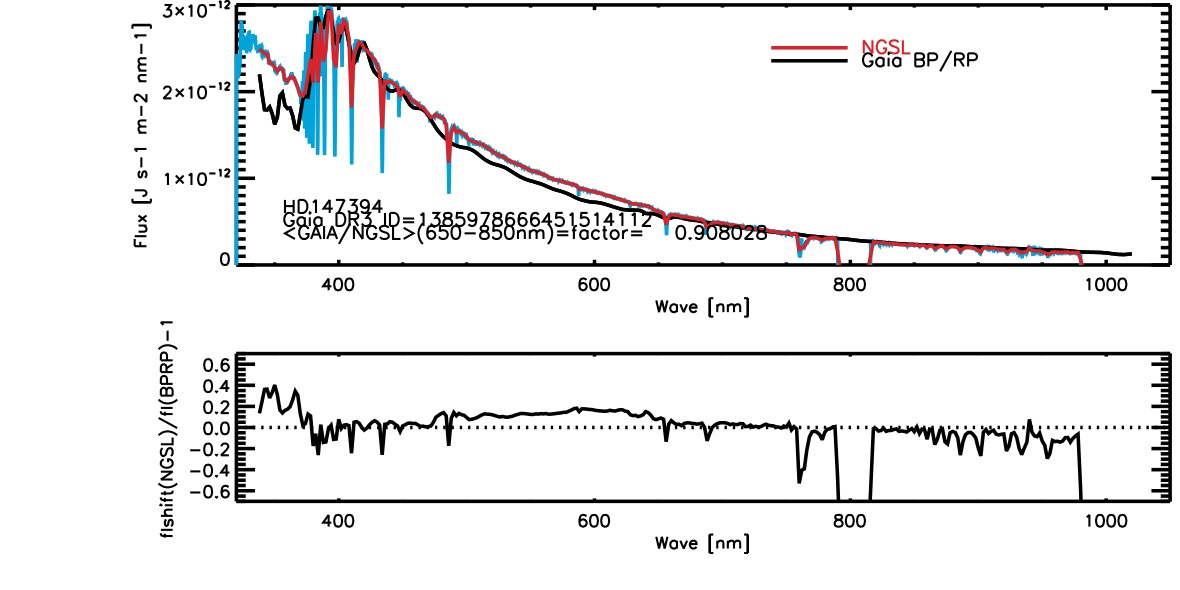 3×10⁻¹²
2×10⁻¹²
1×10⁻¹²
0
Flux [J s−1 m−2 nm−1]
NGSL
Gaia BP/RP
HD147394
Gaia DR3 ID=1385978666451514112
<GAIA/NGSL>(650−850nm)=factor= 0.908028
400 600 800 1000
Wave [nm]
flshift(NGSL)/fl(BPRP)−1
0.6
0.4
0.2
0.0
−0.2
−0.4
−0.6
400 600 800 1000
Wave [nm]